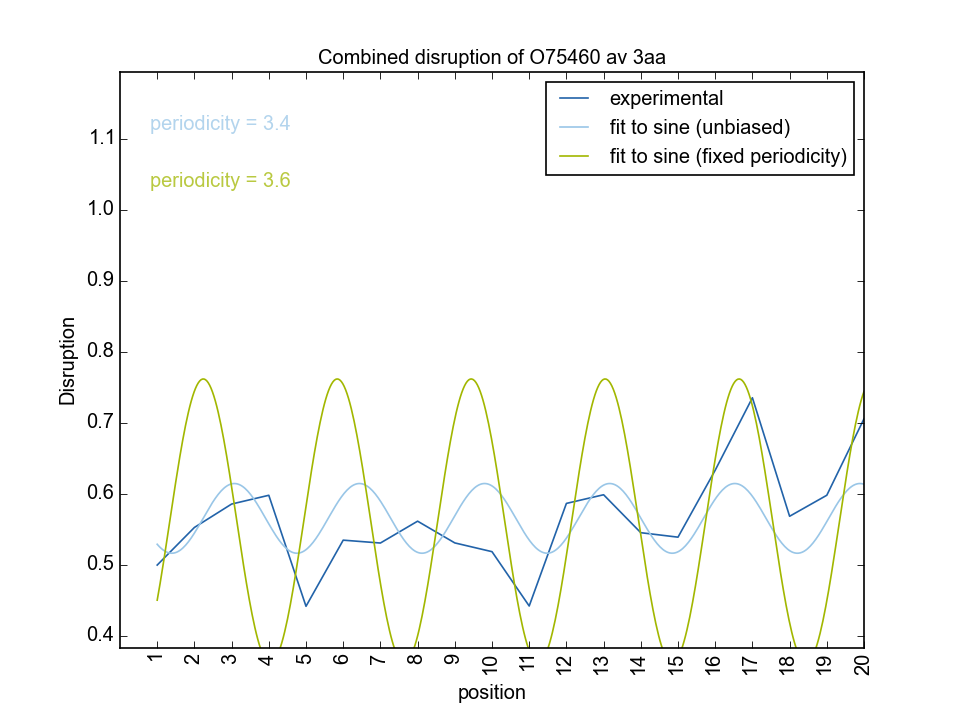 Combined disruption of O75460 av 3aa
periodicity = 3.4
periodicity = 3.6
experimental
fit to sine (unbiased)
fit to sine (fixed periodicity)
Disruption
1.1
1.0
0.9
0.8
0.7
0.6
0.5
0.4
1 2 3 4 5 6 7 8 9 10 11 12 13 14 15 16 17 18 19 20
position